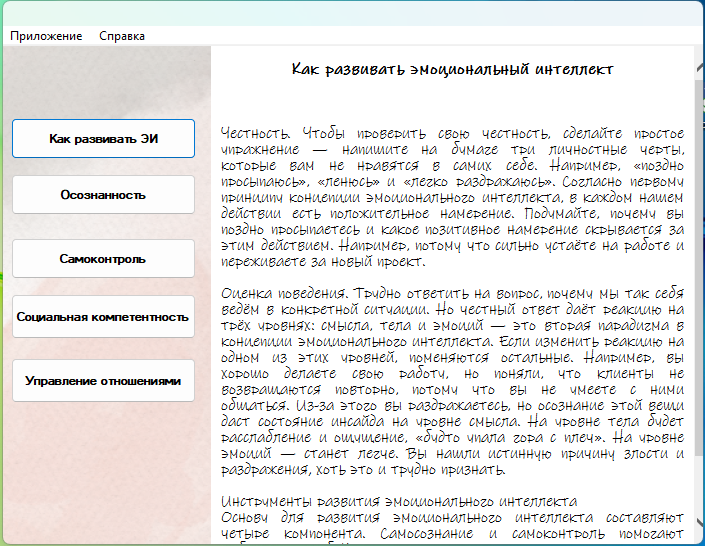 Приложение Справка
Как развивать ЭИ
Осознанность
Самоконтроль
Социальная компетентность
Управление отношениями
Как развивать эмоциональный интеллект
Честность. Чтобы проверить свою честность, сделайте простое
упражнение — напишите на бумаге три личностные черты,
которые вам не нравятся в самих себе. Например, «поздно
просыпаюсь», «ленюсь» и «легко раздражаюсь». Согласно первому
принципу концепции эмоционального интеллекта, в каждом нашем
действии есть положительное намерение. Подумайте, почему вы
поздно просыпаетесь и какое позитивное намерение скрывается за
этим действием. Например, потому что сильно устаёте на работе и
переживаете за новый проект.
Оценка поведения. Трудно ответить на вопрос, почему мы так себя
ведём в конкретной ситуации. Но честный ответ даёт реакцию на
трёх уровнях: смысла, тела и эмоций — это вторая парадигма в
концепции эмоционального интеллекта. Если изменить реакцию на
одном из этих уровней, поменяются остальные. Например, вы
хорошо делаете свою работу, но поняли, что клиенты не
возвращаются повторно, потому что вы не умеете с ними
общаться. Из-за этого вы раздражаетесь, но осознание этой вещи
даст состояние инсайда на уровне смысла. На уровне тела будет
расслабление и ощущение, «будто упала гора с плеч». На уровне
эмоций — станет легче. Вы нашли истинную причину злости и
раздражения, хоть это и трудно признать.
Инструменты развития эмоционального интеллекта
Основу для развития эмоционального интеллекта составляют
четыре компонента. Самосознание и самоконтроль помогают